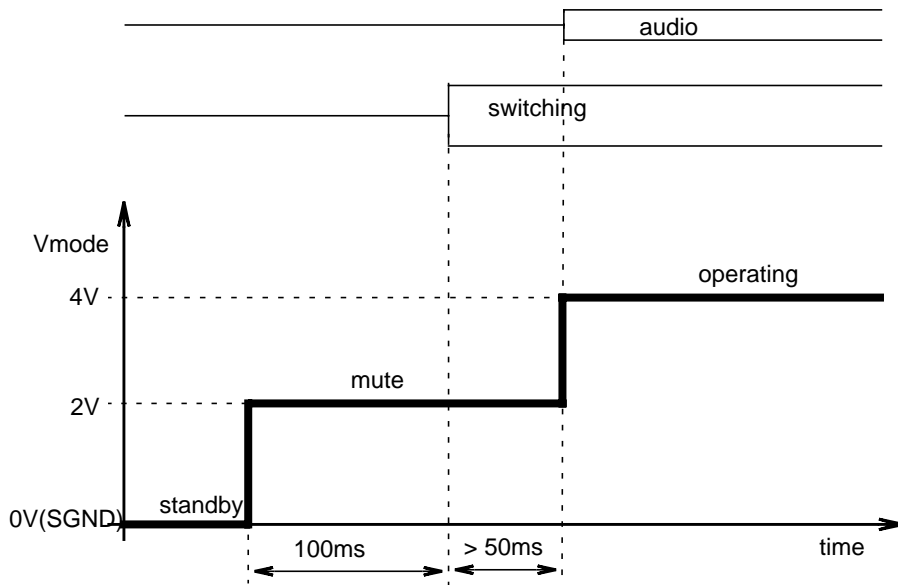 audio
switching
Vmode
4V
operating
mute
2V
standby
0V(SGND)
100ms
> 50ms
time